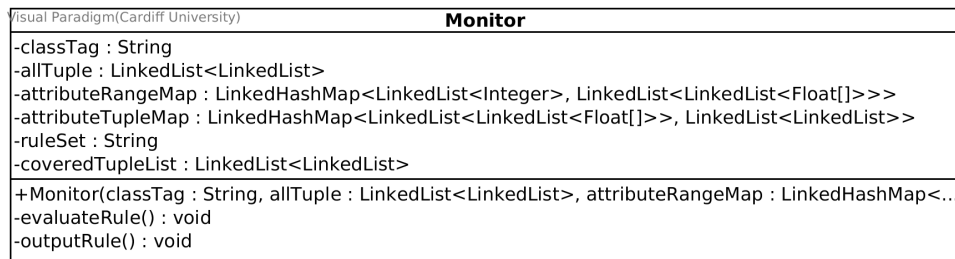 Visual Paradigm(Cardiff University)
Monitor
-classTag : String
-allTuple : LinkedList<LinkedList>
-attributeRangeMap : LinkedHashMap<LinkedList<Integer>, LinkedList<LinkedList<Float[]>>>
-attributeTupleMap : LinkedHashMap<LinkedList<LinkedList<Float[]>>, LinkedList<LinkedList>>
-ruleSet : String
-coveredTupleList : LinkedList<LinkedList>
+Monitor(classTag : String, allTuple : LinkedList<LinkedList>, attributeRangeMap : LinkedHashMap<...
-evaluateRule() : void
-outputRule() : void